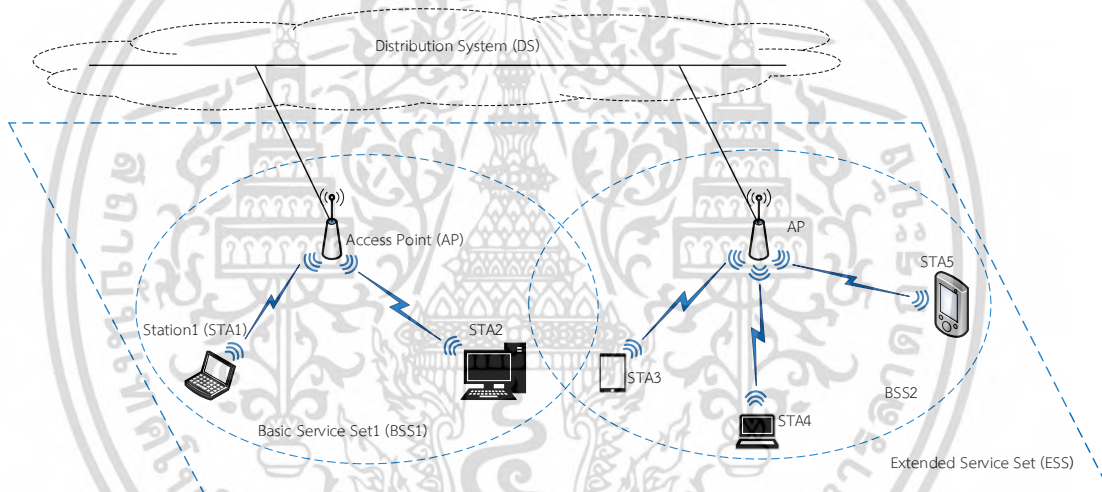 Distribution System (DS)
Access Point (AP)
AP
STA5
Station1 (STA1)
STA2
STA3
BSS2
STA4
Basic Service Set1 (BSS1)
Extended Service Set (ESS)